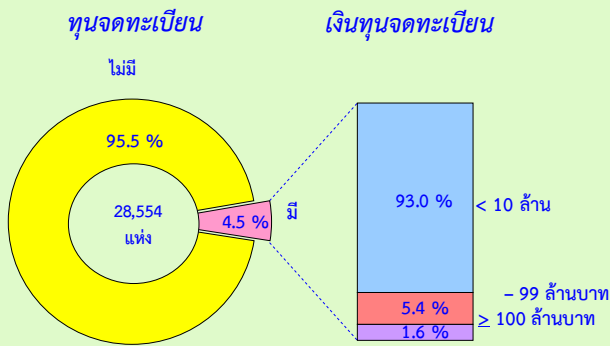 ทุนจดทะเบียน
เงินทุนจดทะเบียน
ไม่มี
95.5 %
28,554
แห่ง
4.5 %
มี
93.0 %
< 10 ล้าน
5.4 %
– 99 ล้านบาท
1.6 %
≥ 100 ล้านบาท